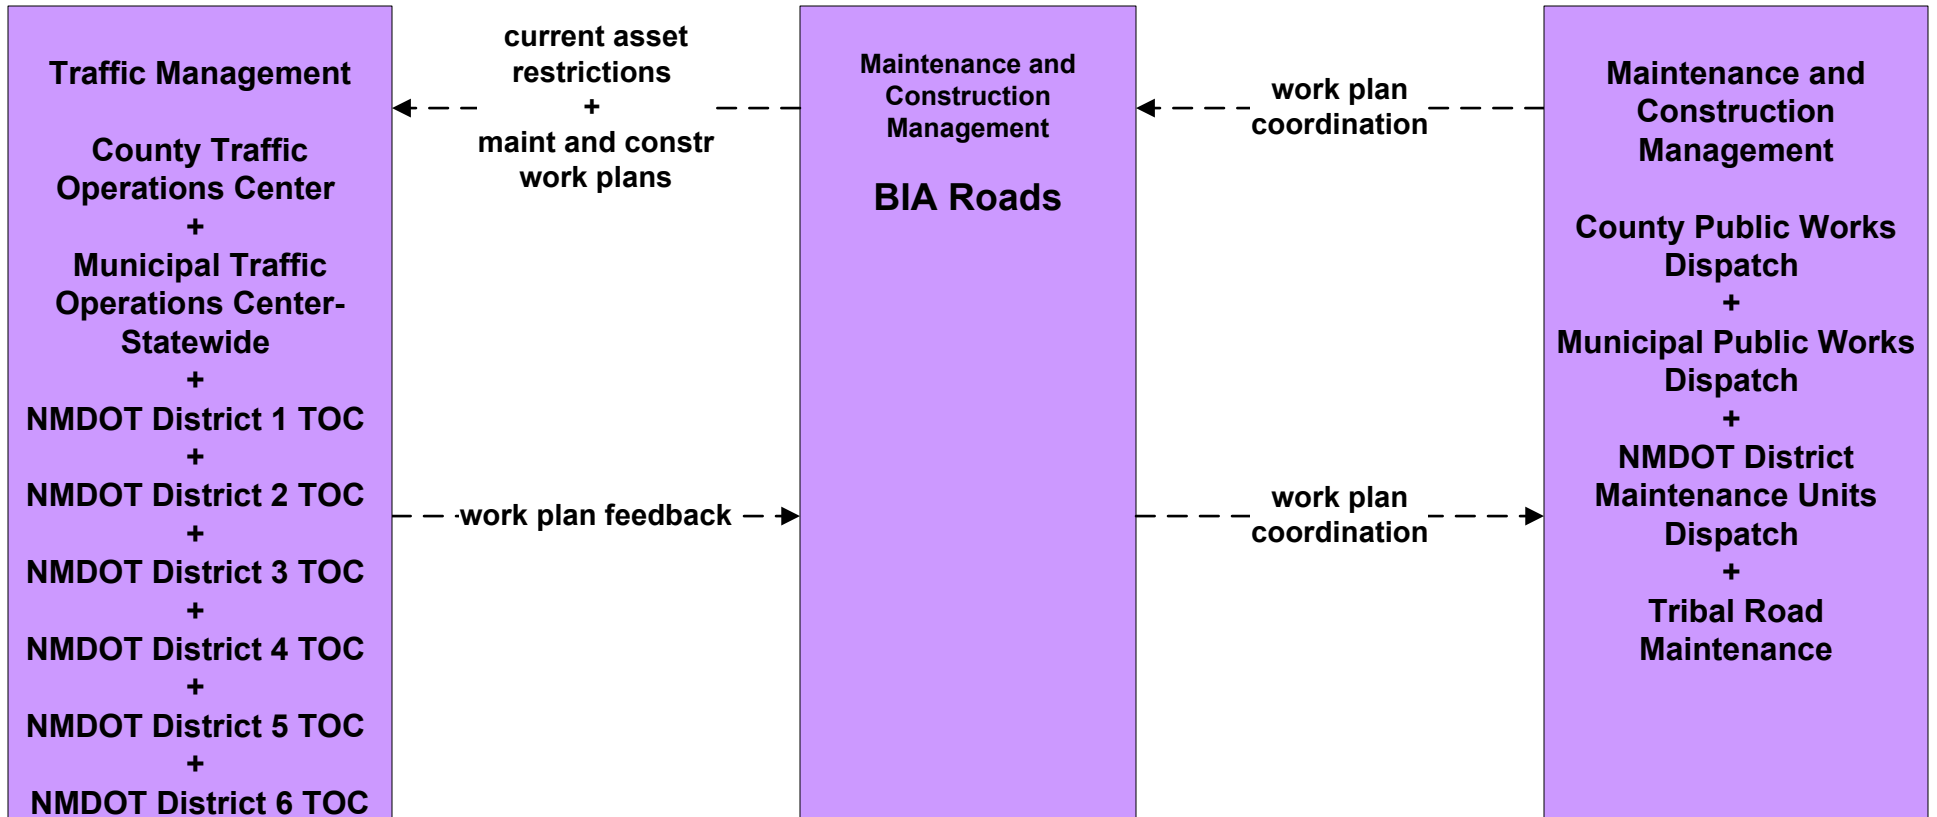 Traffic Management
County Traffic
Operations Center
+
Municipal Traffic
Operations Center-
Statewide
+
NMDOT District 1 TOC
+
NMDOT District 2 TOC
+
NMDOT District 3 TOC
+
NMDOT District 4 TOC
+
NMDOT District 5 TOC
+
NMDOT District 6 TOC
current asset
restrictions
+
maint and constr
work plans
work plan feedback
Maintenance and
Construction
Management
BIA Roads
work plan
coordination
work plan
coordination
Maintenance and
Construction
Management
County Public Works
Dispatch
+
Municipal Public Works
Dispatch
+
NMDOT District
Maintenance Units
Dispatch
+
Tribal Road
Maintenance